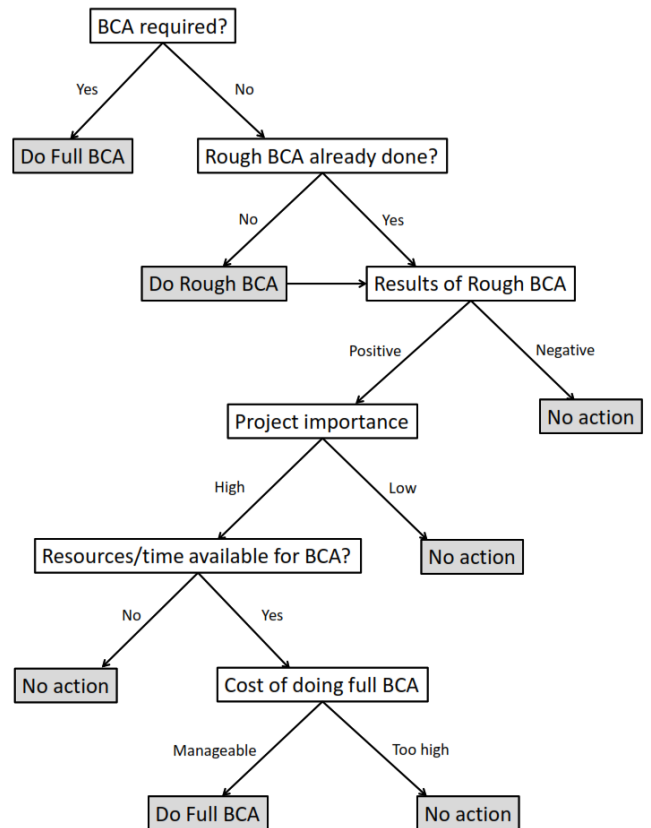 BCA required?
Yes
No
Do Full BCA
Rough BCA already done?
No
Yes
Do Rough BCA
Results of Rough BCA
Positive
Negative
Project importance
No action
High
Low
Resources/time available for BCA?
No action
No
Yes
No action
Cost of doing full BCA
Manageable
Too high
Do Full BCA
No action